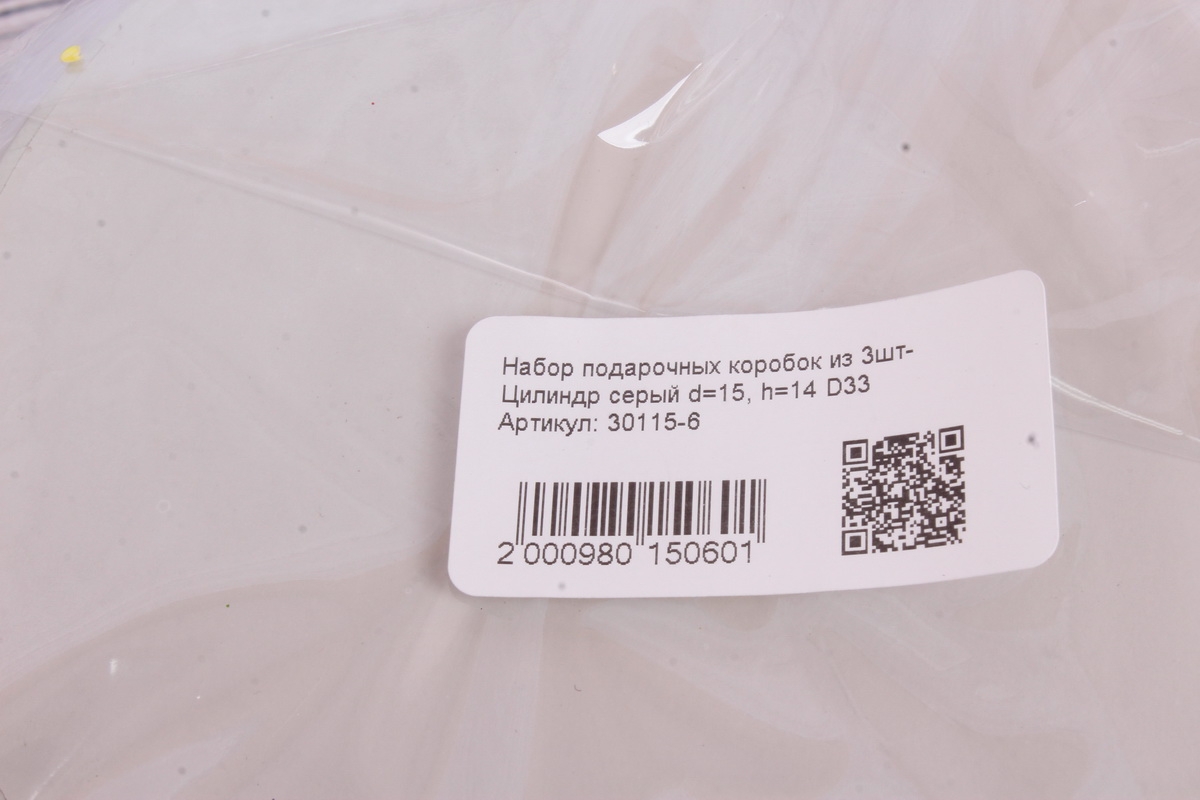 Набор подарочных коробок из 3шт-
Цилиндр серый d=15, h=14 D33
Артикул: 30115-6
2 000980 150601